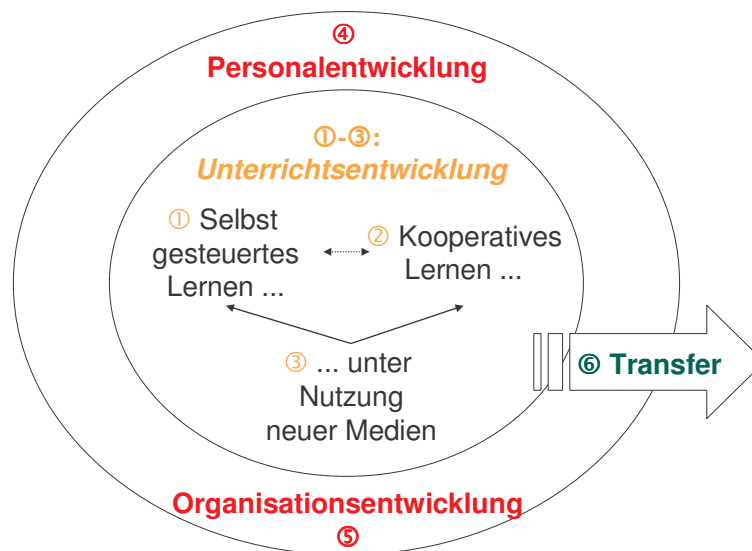 ④
Personalentwicklung
①-③:
Unterrichtsentwicklung
① Selbst
gesteuertes
Lernen ...
② Kooperatives
Lernen ...
③ ... unter
Nutzung
neuer Medien
⑥ Transfer
Organisationsentwicklung
⑤